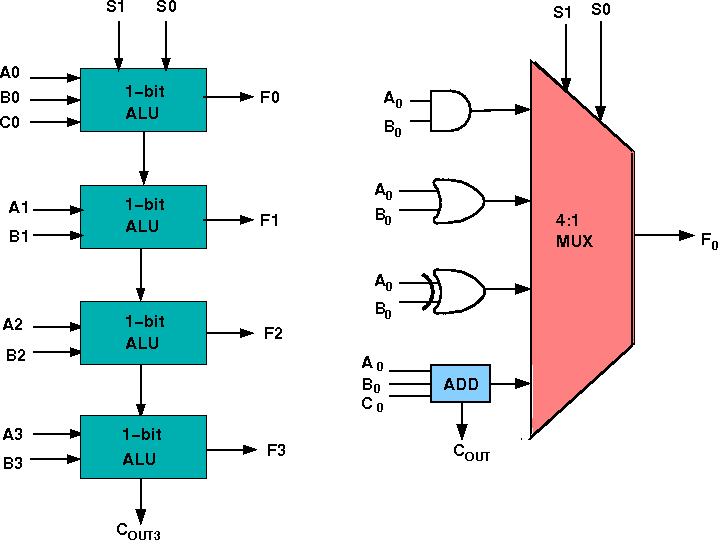 S1 S0
A0
B0
C0
1-bit
ALU
F0
A1
B1
1-bit
ALU
F1
A2
B2
1-bit
ALU
F2
A3
B3
1-bit
ALU
F3
COUT3
S1 S0
A0
B0
A0
B0
A0
B0
A0
B0
C0
ADD
COUT
4:1
MUX
F0